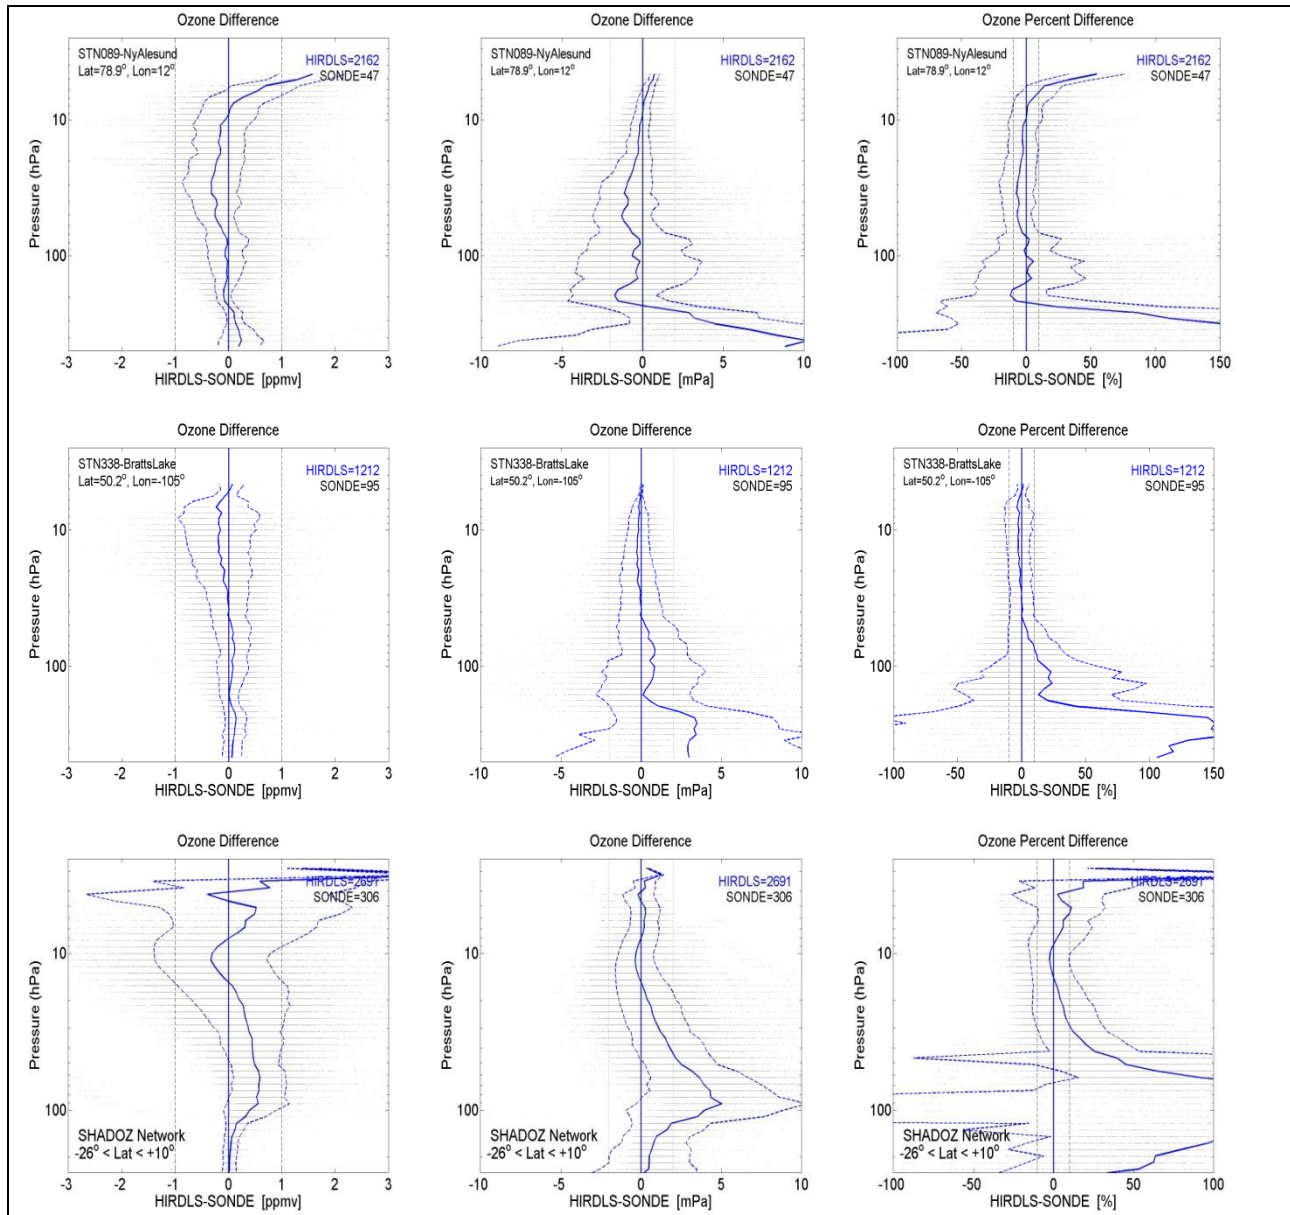 Ozone Difference
STN089-NyAlesund
Lat=78.9°, Lon=12°
HIRDLS=2162
SONDE=47
10
100
Pressure (hPa)
-3 -2 -1 0 1 2 3
HIRDLS-SONDE [ppmv]
Ozone Difference
STN089-NyAlesund
Lat=78.9°, Lon=12°
HIRDLS=2162
SONDE=47
10
100
Pressure (hPa)
-10 -5 0 5 10
HIRDLS-SONDE [mPa]
Ozone Percent Difference
STN089-NyAlesund
Lat=78.9°, Lon=12°
HIRDLS=2162
SONDE=47
10
100
Pressure (hPa)
-100 -50 0 50 100 150
HIRDLS-SONDE [%]
Ozone Difference
STN338-BrattsLake
Lat=50.2°, Lon=-105°
HIRDLS=1212
SONDE=95
10
100
Pressure (hPa)
-3 -2 -1 0 1 2 3
HIRDLS-SONDE [ppmv]
Ozone Difference
STN338-BrattsLake
Lat=50.2°, Lon=-105°
HIRDLS=1212
SONDE=95
10
100
Pressure (hPa)
-10 -5 0 5 10
HIRDLS-SONDE [mPa]
Ozone Percent Difference
STN338-BrattsLake
Lat=50.2°, Lon=-105°
HIRDLS=1212
SONDE=95
10
100
Pressure (hPa)
-100 -50 0 50 100 150
HIRDLS-SONDE [%]
Ozone Difference
HIRDLS=2691
SONDE=306
10
100
Pressure (hPa)
SHADOZ Network
-26° < Lat < +10°
-3 -2 -1 0 1 2 3
HIRDLS-SONDE [ppmv]
Ozone Difference
HIRDLS=2691
SONDE=306
10
100
Pressure (hPa)
SHADOZ Network
-26° < Lat < +10°
-10 -5 0 5 10
HIRDLS-SONDE [mPa]
Ozone Percent Difference
HIRDLS=2691
SONDE=306
10
100
Pressure (hPa)
SHADOZ Network
-26° < Lat < +10°
-100 -50 0 50 100
HIRDLS-SONDE [%]